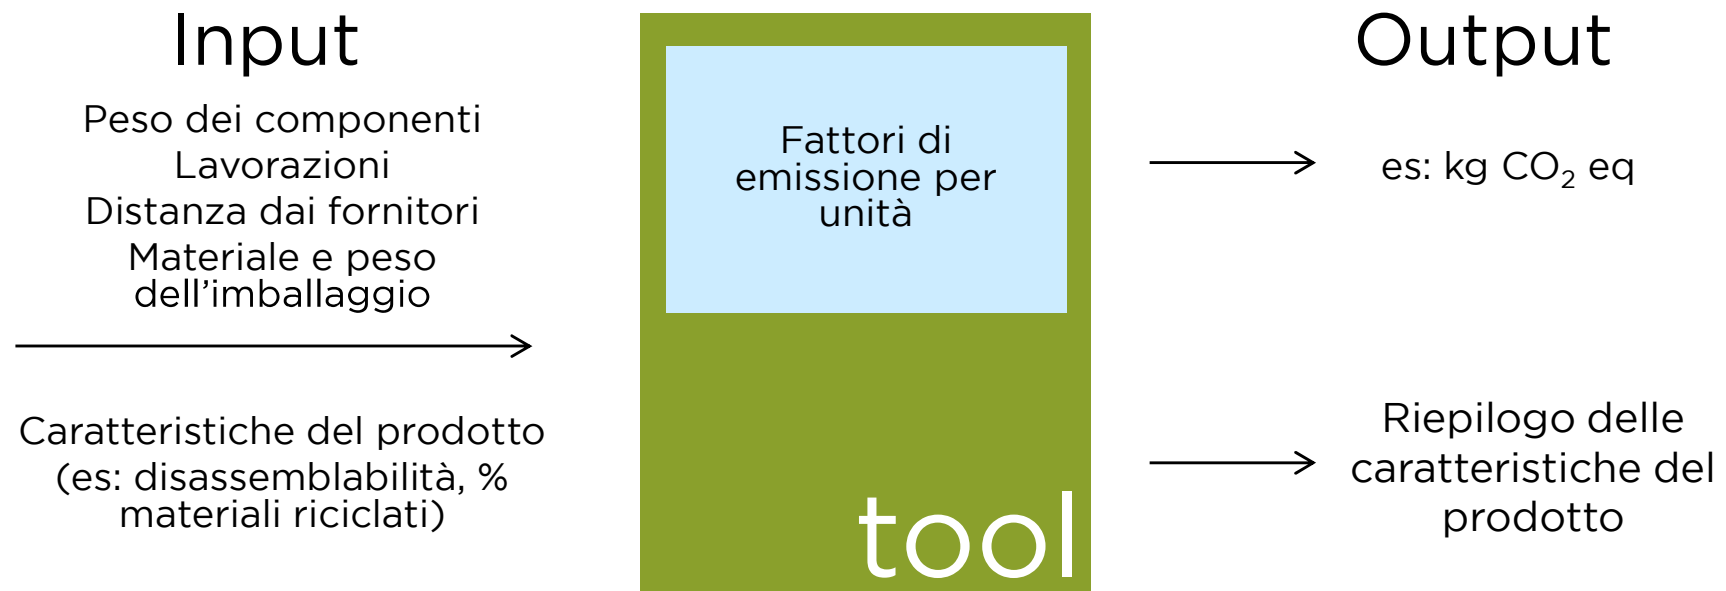 Input
Peso dei componenti
Lavorazioni
Distanza dai fornitori
Materiale e peso
dell’imballaggio
Caratteristiche del prodotto
(es: disassemblabilità, %
materiali riciclati)
Fattori di
emissione per
unità
tool
Output
es: kg CO₂ eq
Riepilogo delle
caratteristiche del
prodotto